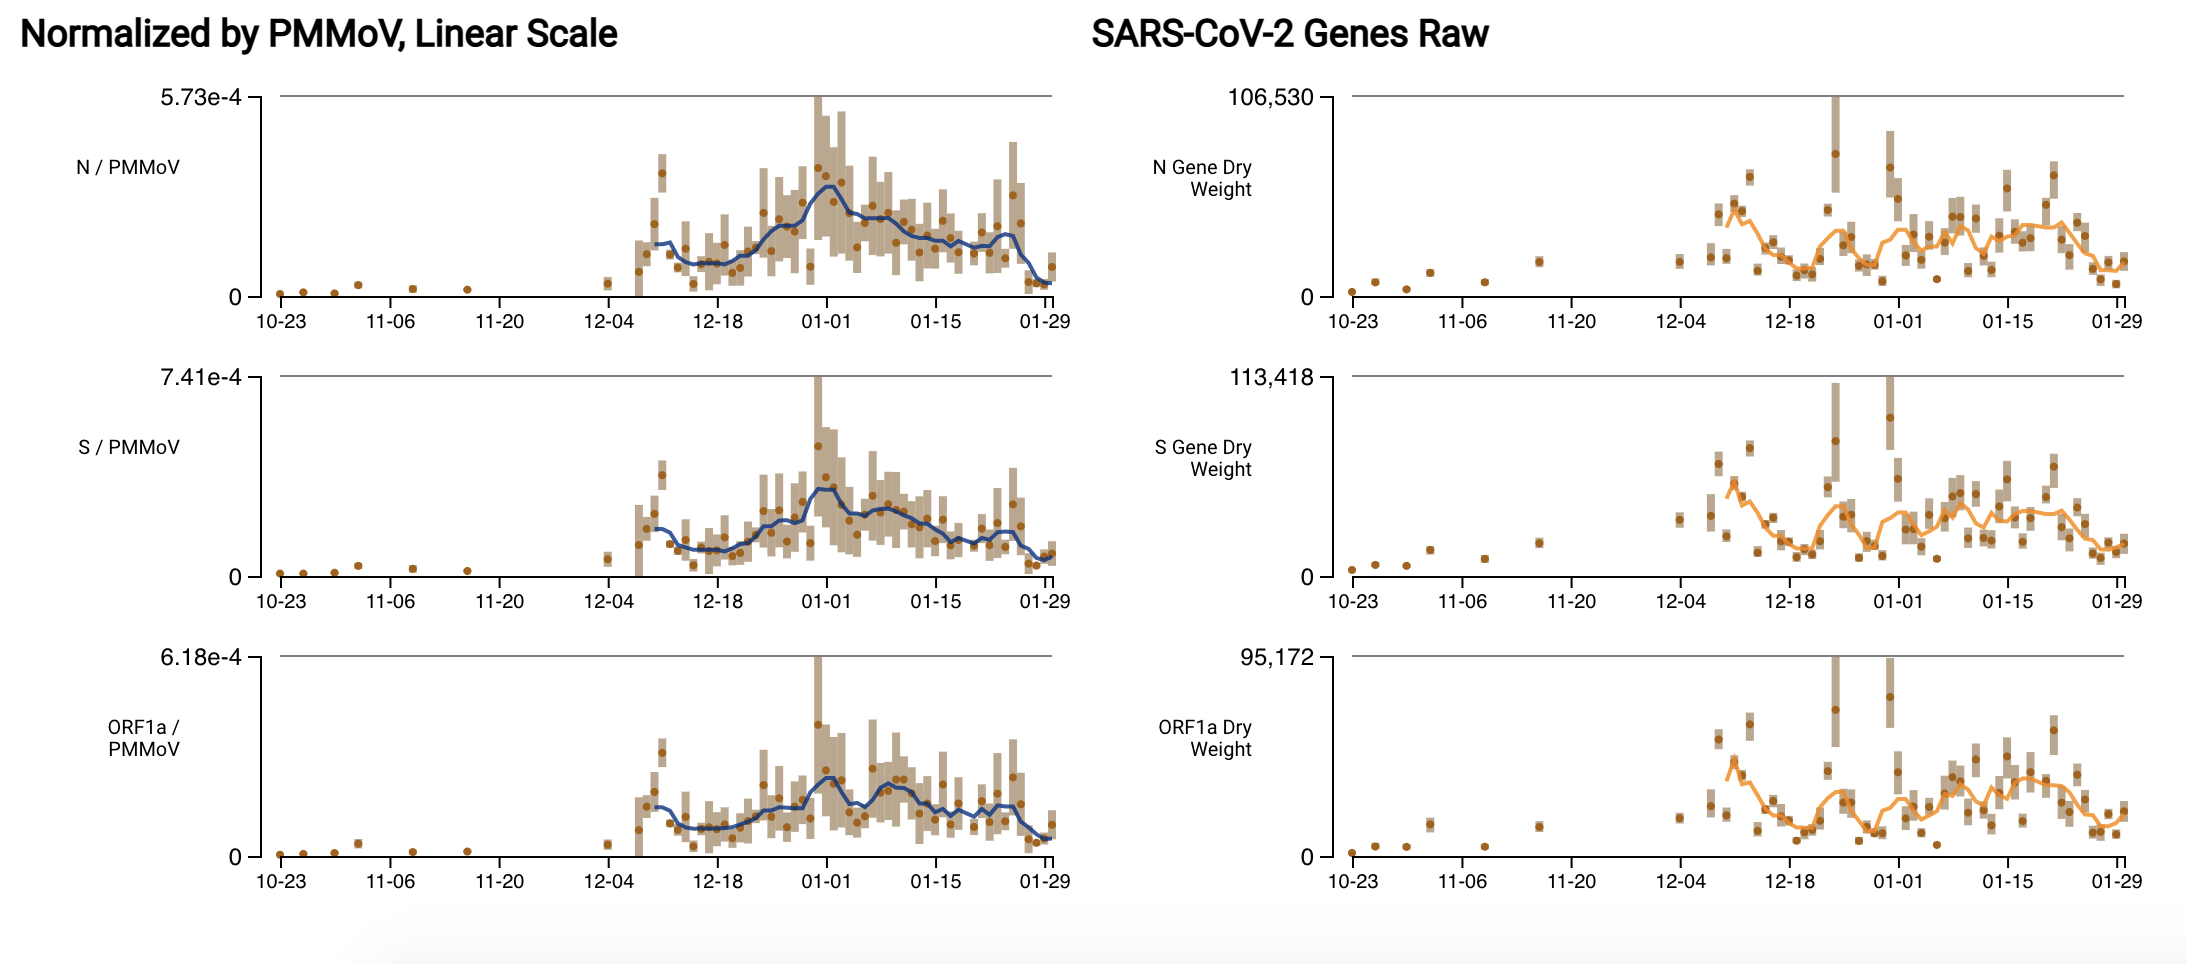 Normalized by PMMoV, Linear Scale
5.73e-4
N / PMMoV
0
10-23 11-06 11-20 12-04 12-18 01-01 01-15 01-29
7.41e-4
S / PMMoV
0
10-23 11-06 11-20 12-04 12-18 01-01 01-15 01-29
6.18e-4
ORF1a /
PMMoV
0
10-23 11-06 11-20 12-04 12-18 01-01 01-15 01-29
SARS-CoV-2 Genes Raw
106,530
N Gene Dry
Weight
0
10-23 11-06 11-20 12-04 12-18 01-01 01-15 01-29
113,418
S Gene Dry
Weight
0
10-23 11-06 11-20 12-04 12-18 01-01 01-15 01-29
95,172
ORF1a Dry
Weight
0
10-23 11-06 11-20 12-04 12-18 01-01 01-15 01-29